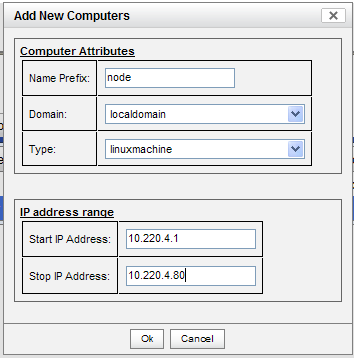 Add New Computers
Computer Attributes
Name Prefix: node
Domain: localdomain
Type: linuxmachine
IP address range
Start IP Address: 10.220.4.1
Stop IP Address: 10.220.4.80
Ok Cancel